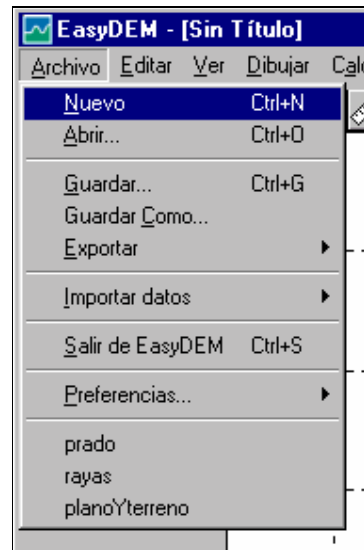 EasyDEM - [Sin Título]
Archivo Editar Ver Dibujar
Nuevo Ctrl+N
Abrir... Ctrl+O
Guardar... Ctrl+G
Guardar Como...
Exportar
Importar datos
Salir de EasyDEM Ctrl+S
Preferencias...
prado
rayas
planoYterreno